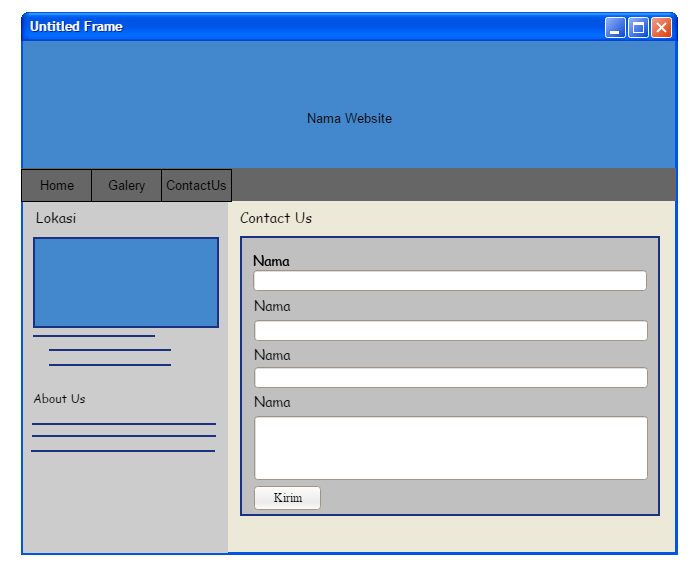 Untitled Frame
Nama Website
Home Galery ContactUs
Lokasi
About Us
Contact Us
Nama
Nama
Nama
Nama
Kirim